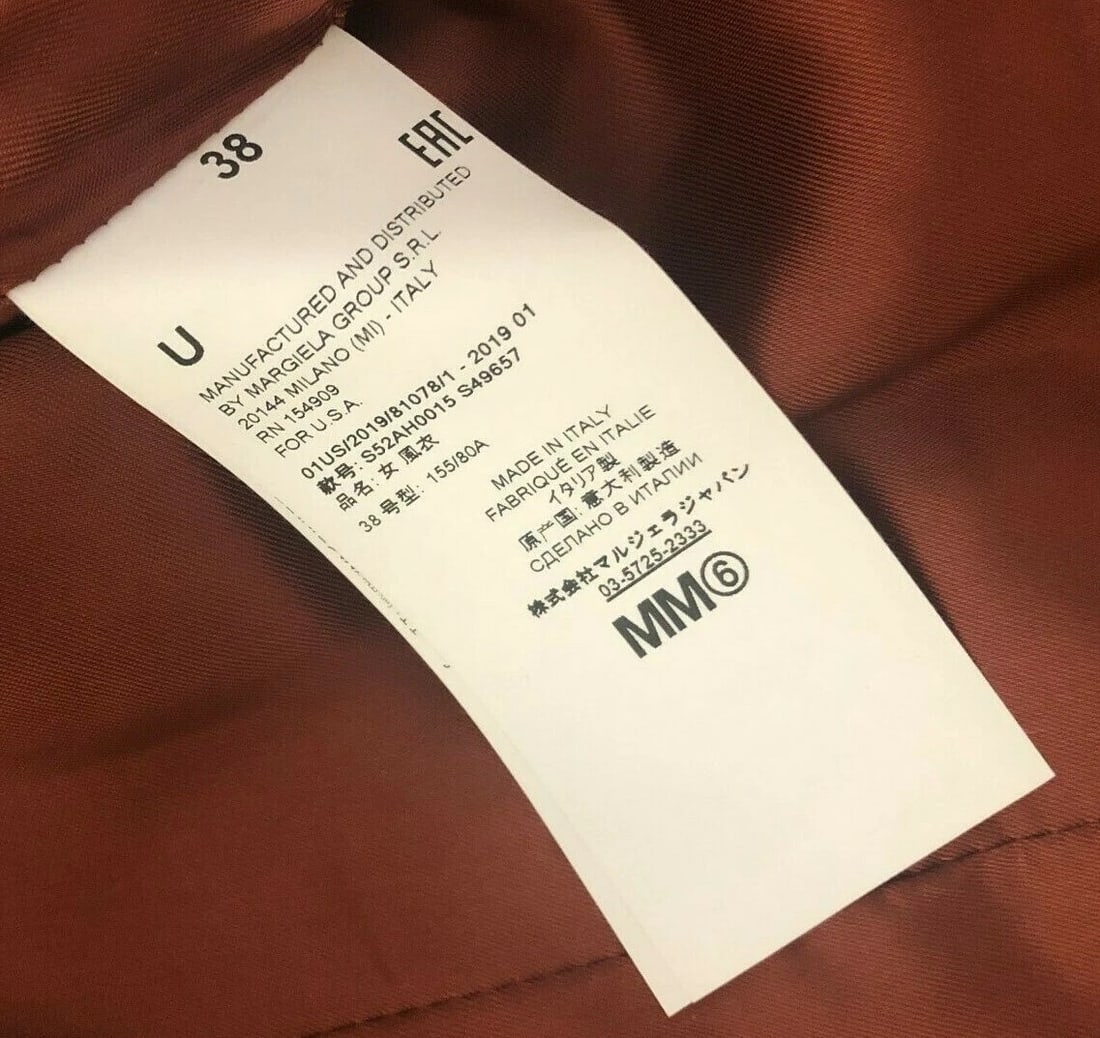 38
EAC
U
MANUFACTURED AND DISTRIBUTED
BY MARGIELA GROUP S.R.L.
20144 MILANO (MI) - ITALY
RN 154909
FOR U.S.A.
01US/2019/81078/1 - 2019 01
款号: S52AH0015 S49657
品名: 女 風衣
38 号型: 155/80A
MADE IN ITALY
FABRIQUÉ EN ITALIE
イタリア製
原产国: 意大利製造
СДЕЛАНО В ИТАЛИИ
株式会社マルジェラジャパン
03-5725-2333
MM⑥